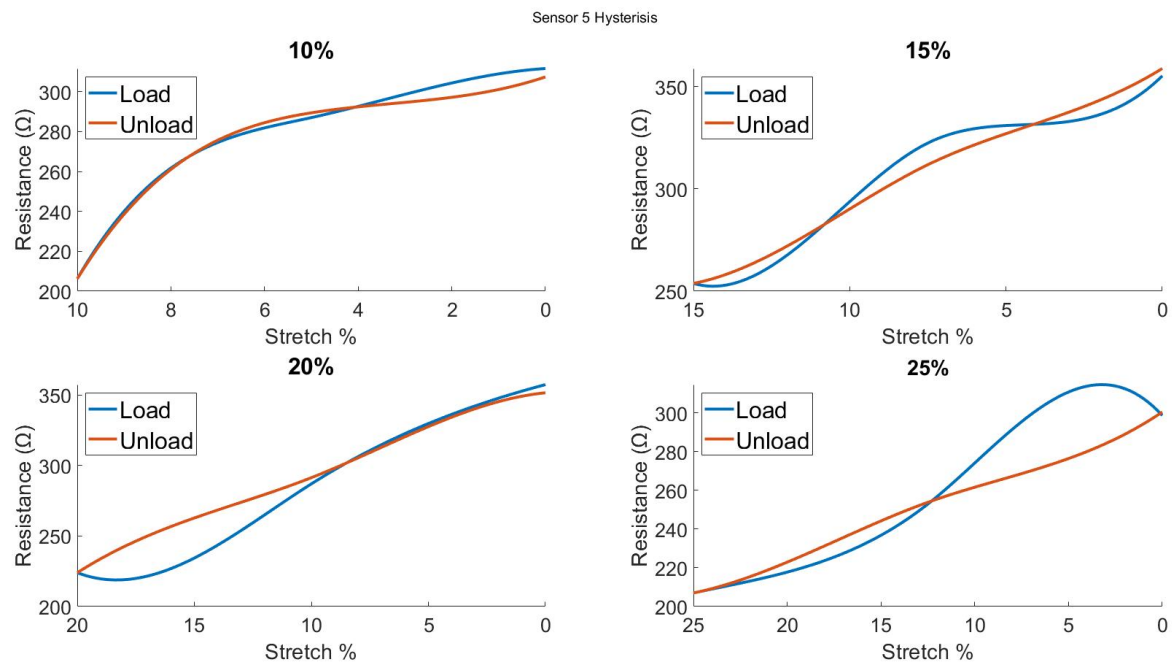 Sensor 5 Hysterisis
10%
Load
Unload
Resistance (Ω)
300
280
260
240
220
200
10 8 6 4 2 0
Stretch %
15%
Load
Unload
Resistance (Ω)
350
300
250
15 10 5 0
Stretch %
20%
Load
Unload
Resistance (Ω)
350
300
250
200
20 15 10 5 0
Stretch %
25%
Load
Unload
Resistance (Ω)
300
280
260
240
220
200
25 20 15 10 5 0
Stretch %